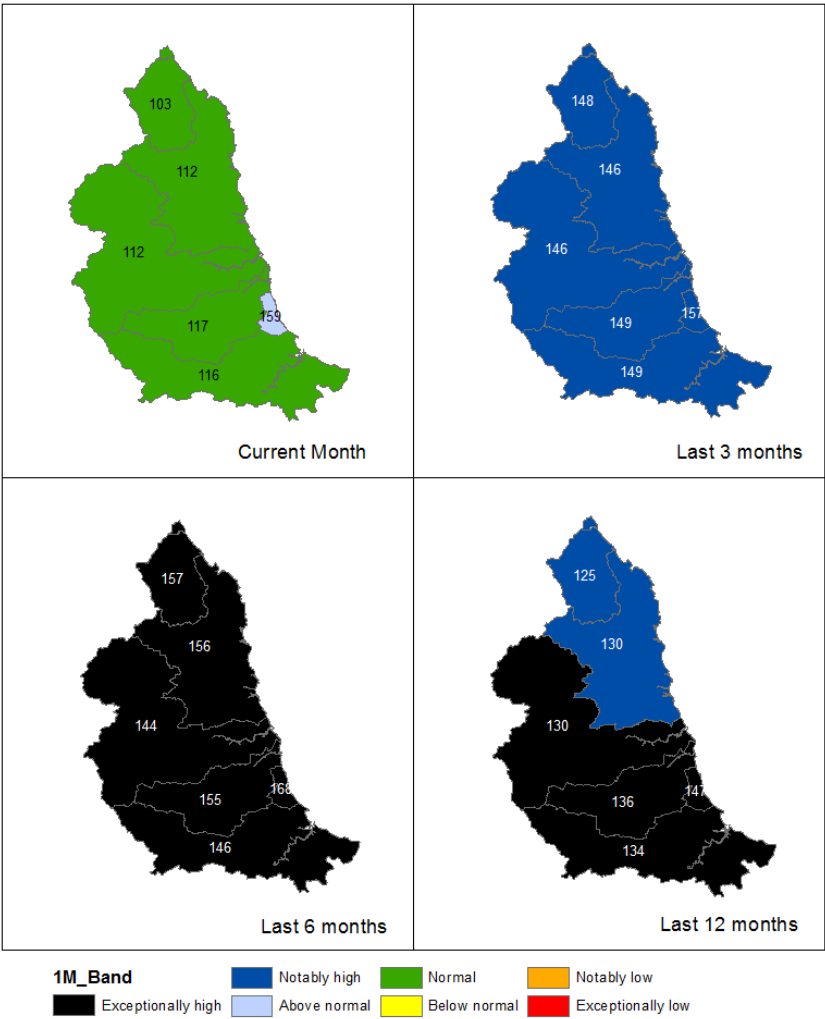 103
112
112
159
117
116
Current Month
148
146
146
157
149
149
Last 3 months
157
156
144
168
155
146
Last 6 months
125
130
130
147
136
134
Last 12 months
1M_Band
Notably high
Normal
Notably low
Exceptionally high
Above normal
Below normal
Exceptionally low